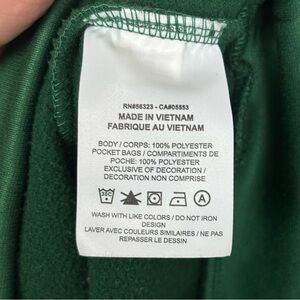 RN#56323 - CA#05553
MADE IN VIETNAM
FABRIQUE AU VIETNAM
BODY / CORPS: 100% POLYESTER
POCKET BAGS / COMPARTIMENTS DE
POCHE: 100% POLYESTER
EXCLUSIVE OF DECORATION /
DECORATION NON COMPRISE
A
WASH WITH LIKE COLORS / DO NOT IRON
DESIGN
LAVER AVEC COULEURS SIMILAIRES / NE PAS
REPASSER LE DESSIN